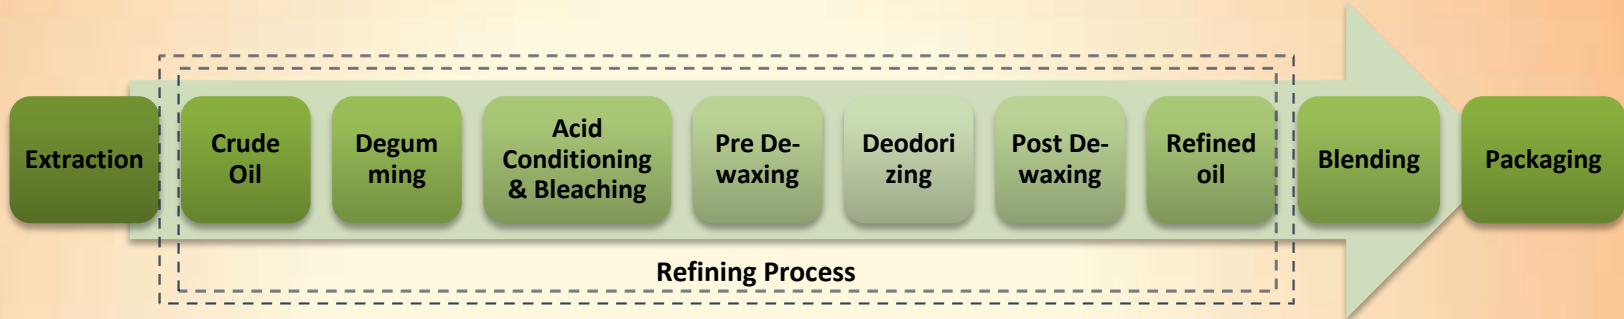 Extraction
Crude
Oil
Degum
ming
Acid
Conditioning
& Bleaching
Pre De-
waxing
Deodori
zing
Post De-
waxing
Refined
oil
Blending
Packaging
Refining Process